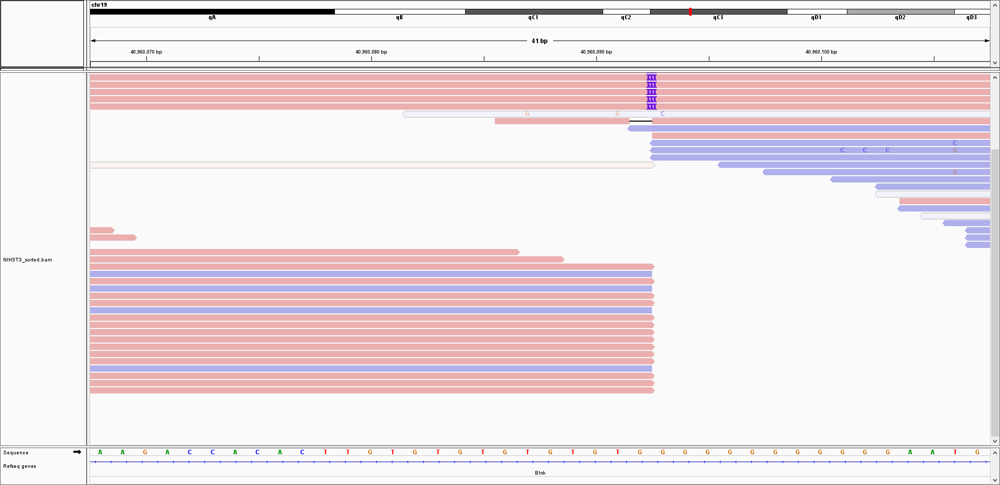 chr19
qA qB qC1 qC2 qC3 qD1 qD2 qD3
41 bp
40,960,070 bp 40,960,080 bp 40,960,090 bp 40,960,100 bp
11
11
11
11
11
G G C
C
C C C G
G
NIH3T3_sorted.bam
Sequence A A G A C C A C A C T T G T G T G T G T G T G T G G G G G G G G G G G G A A T G
Refseq genes
Blnk